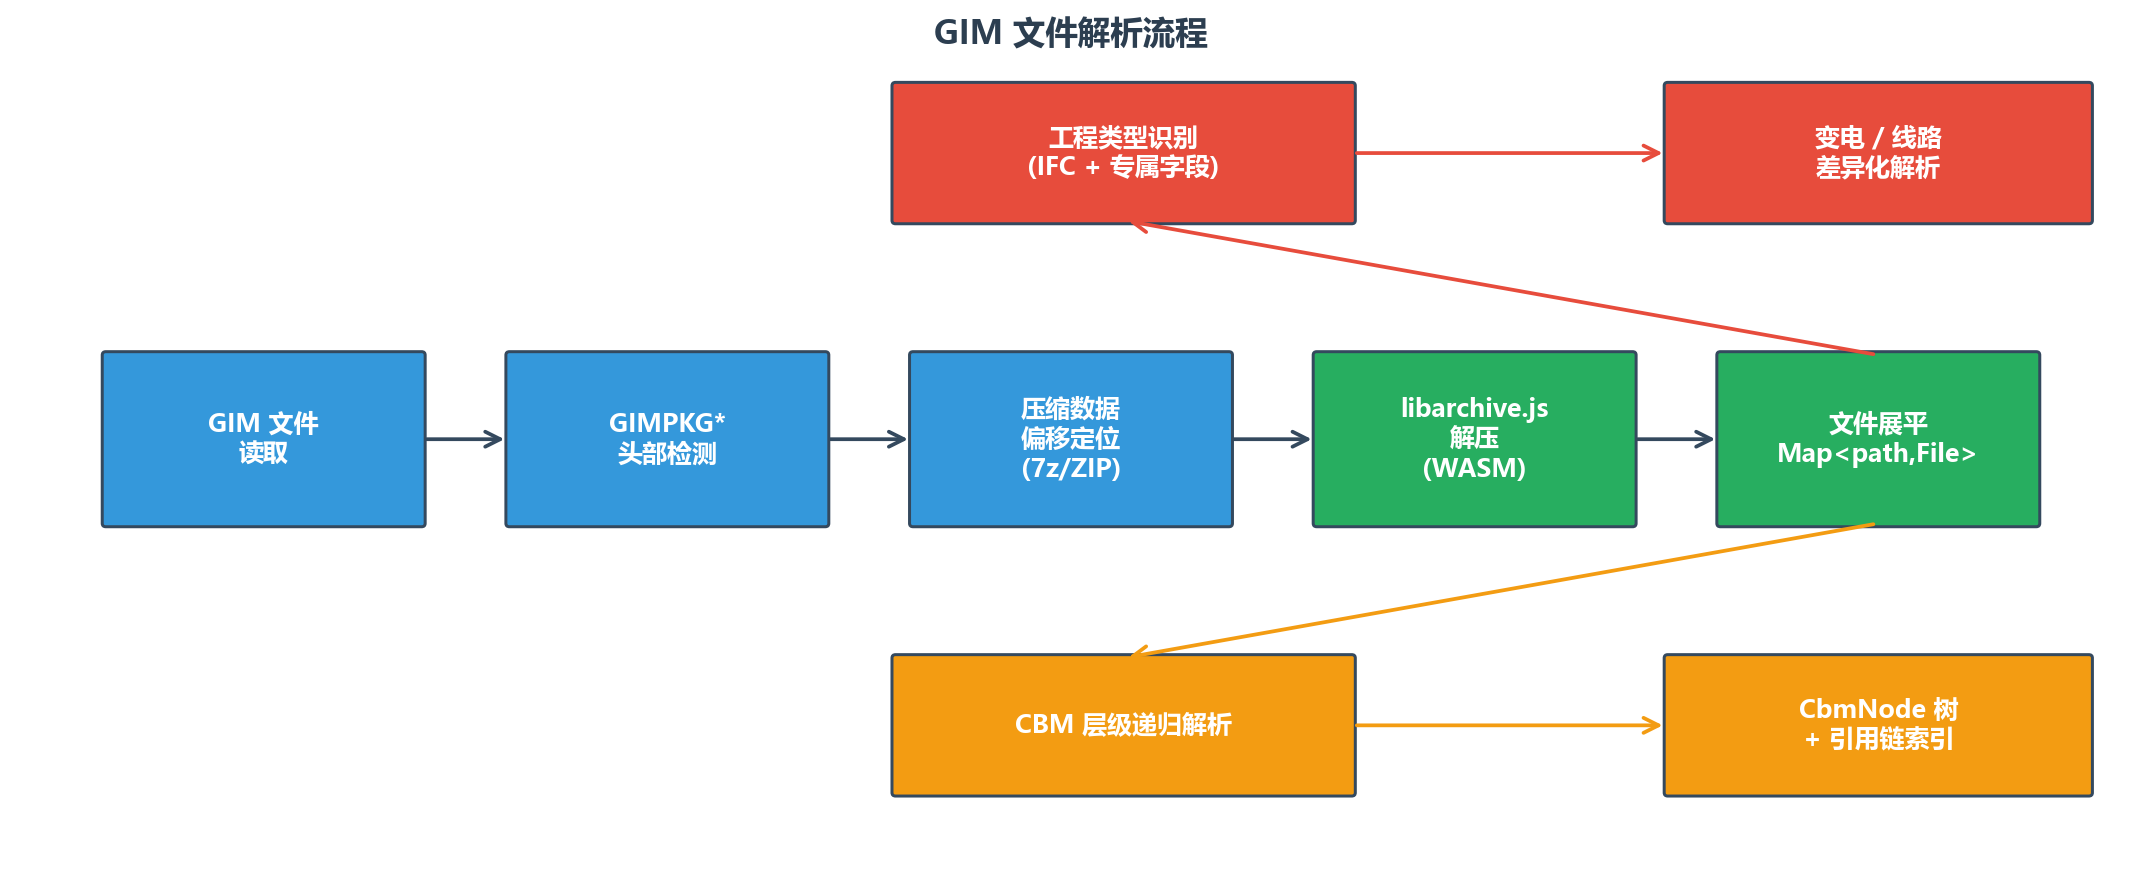 GIM 文件解析流程
工程类型识别
(IFC + 专属字段)
变电 / 线路
差异化解析
GIM 文件
读取
GIMPKG*
头部检测
压缩数据
偏移定位
(7z/ZIP)
libarchive.js
解压
(WASM)
文件展平
Map<path,File>
CBM 层级递归解析
CbmNode 树
+ 引用链索引